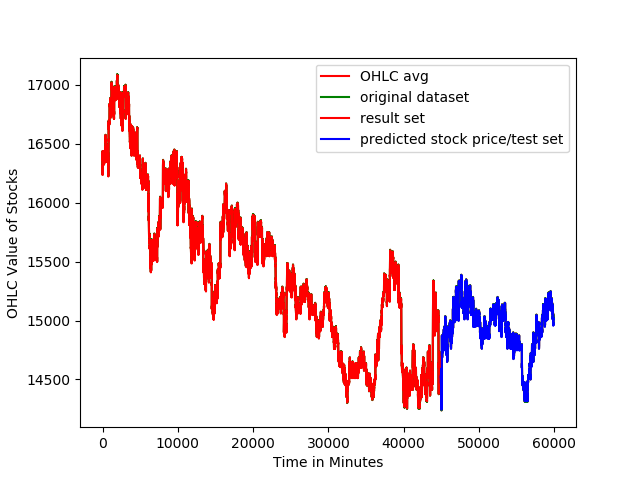 OHLC avg
original dataset
result set
predicted stock price/test set
17000
16500
16000
15500
15000
14500
OHLC Value of Stocks
0
10000
20000
30000
40000
50000
60000
Time in Minutes